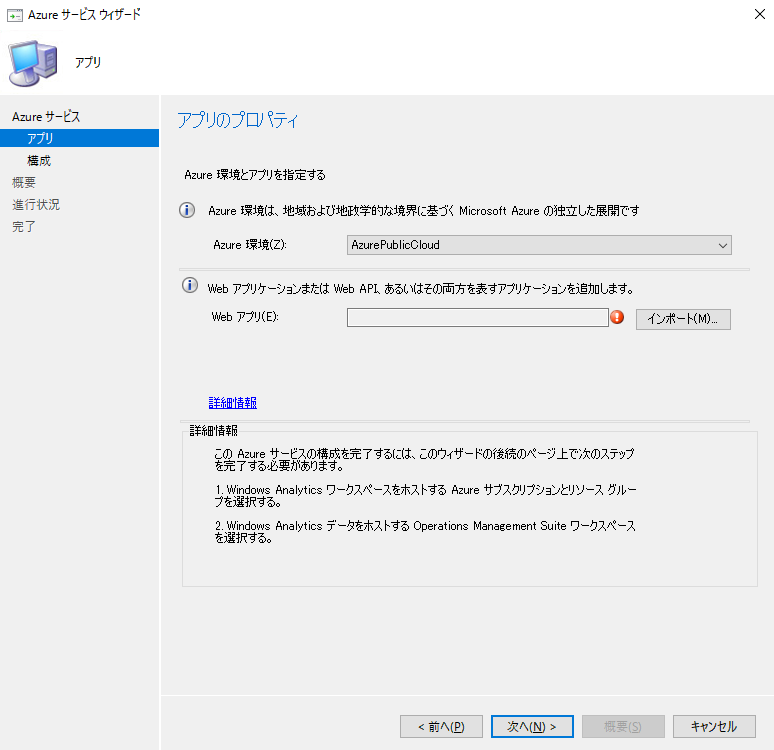 Azure サービス ウィザード
アプリ
Azure サービス
アプリ
構成
概要
進行状況
完了
アプリのプロパティ
Azure 環境とアプリを指定する
Azure 環境は、地域および地政学的な境界に基づく Microsoft Azure の独立した展開です
Azure 環境(Z):
AzurePublicCloud
Web アプリケーションまたは Web API、あるいはその両方を表すアプリケーションを追加します。
Web アプリ(E):
インポート(M)...
詳細情報
詳細情報
この Azure サービスの構成を完了するには、このウィザードの後続のページ上で次のステップ
を完了する必要があります。
1. Windows Analytics ワークスペースをホストする Azure サブスクリプションとリソース グルー
プを選択する。
2. Windows Analytics データをホストする Operations Management Suite ワークスペース
を選択する。
< 前へ(P)
次へ(N) >
概要(S)
キャンセル